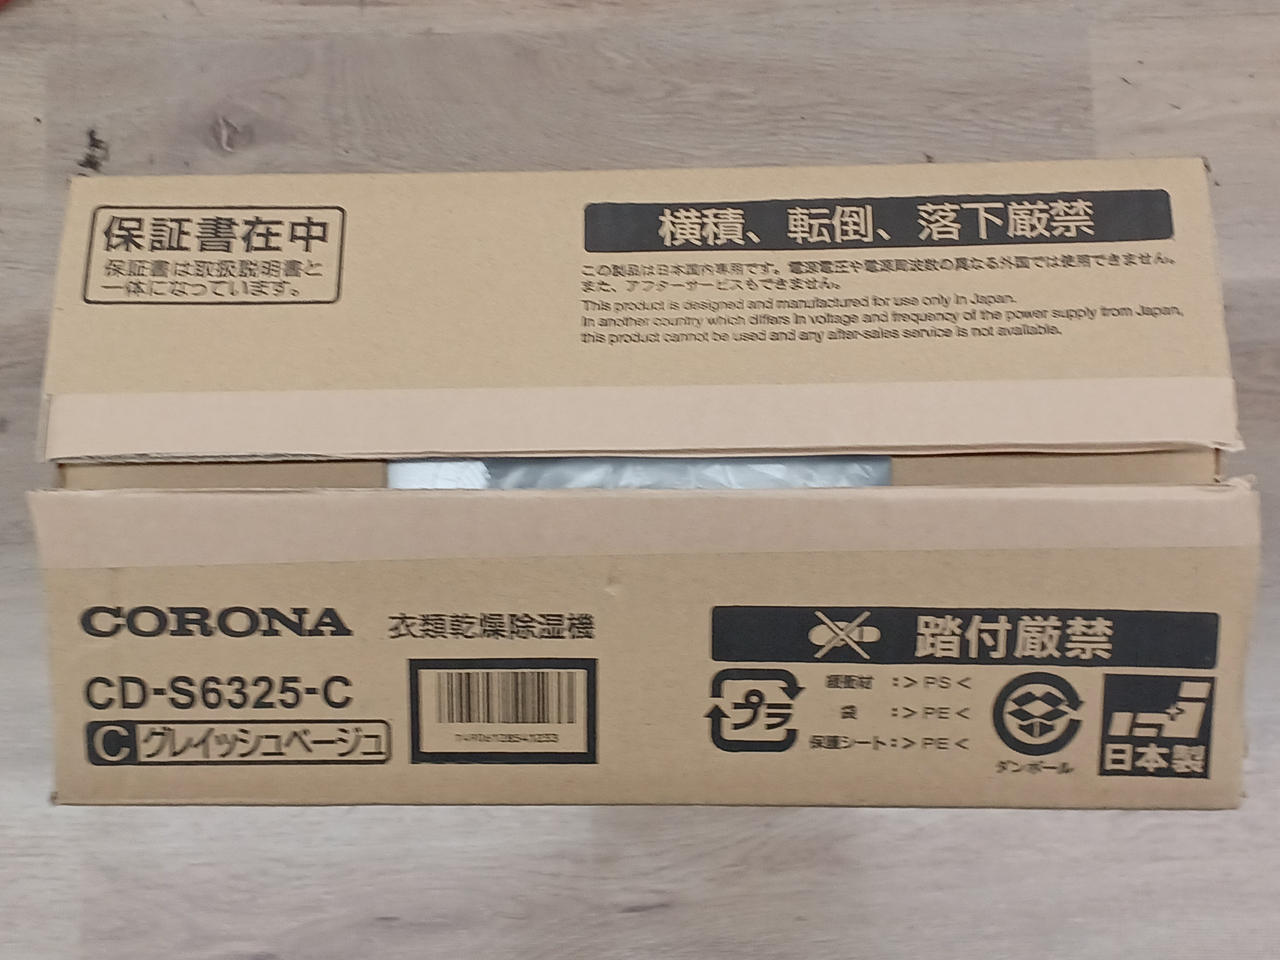 保証書在中
保証書は取扱説明書と
一体になっています。
横積、転倒、落下厳禁
この製品は日本国内専用です。電源電圧や電源周波数の異なる外国では使用できません。
また、アフターサービスもできません。
This product is designed and manufactured for use only in Japan.
In another country which differs in voltage and frequency of the power supply from Japan,
this product cannot be used and any after-sales service is not available.
CORONA 衣類乾燥除湿機
CD-S6325-C
C グレイッシュベージュ
踏付厳禁
プラ
緩衝材 :>PS<
袋 :>PE<
保護シート:>PE<
ダンボール
日本製